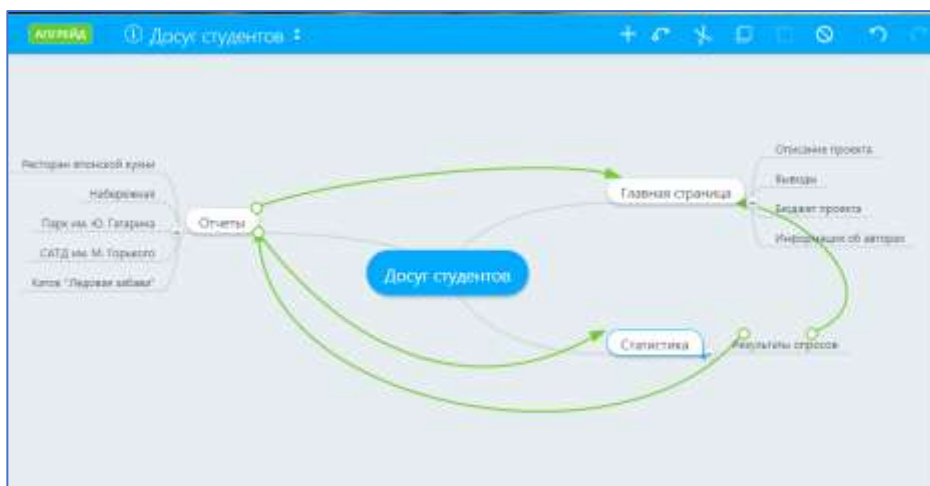 АПГРЕЙД
Досуг студентов
Ресторан японской кухни
Набережная
Парк им. Ю. Гагарина
САТД им. М. Горького
Каток "Ледовая забава"
Отчеты
Досуг студентов
Главная страница
Описание проекта
Выводы
Бюджет проекта
Информация об авторах
Статистика
Результаты опросов